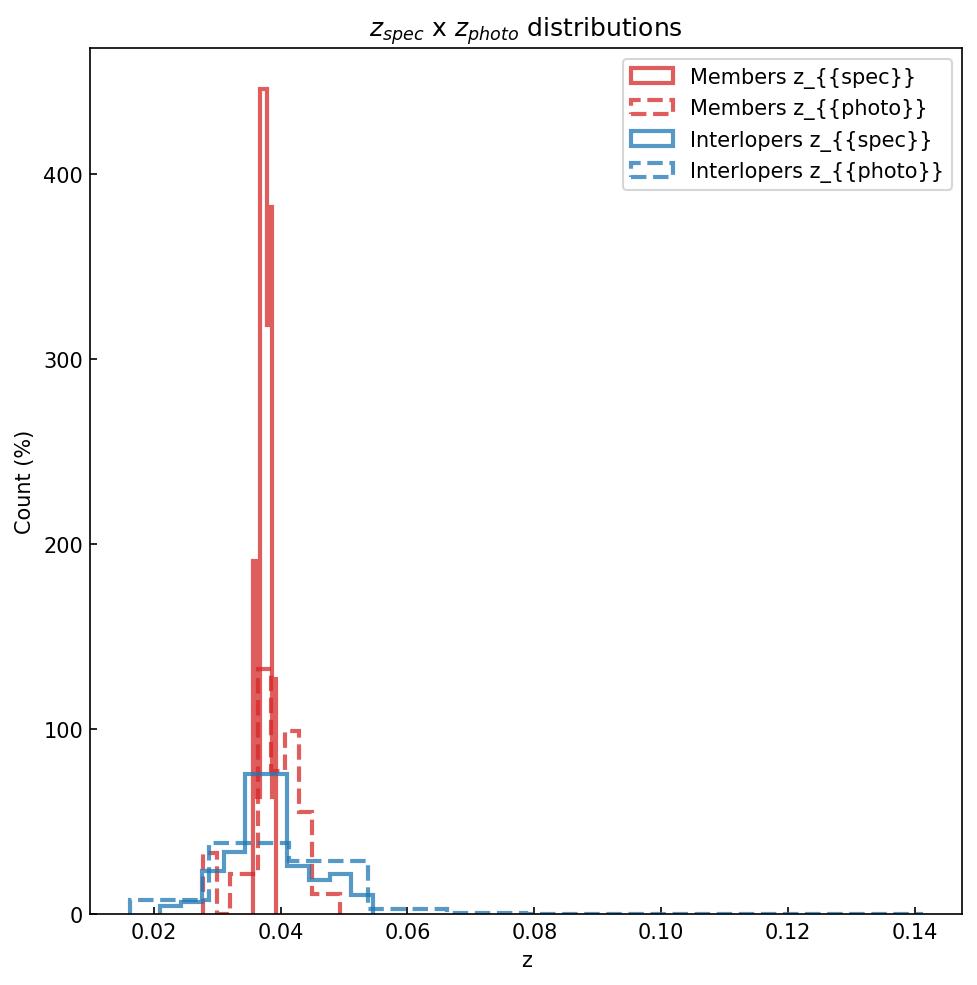 z_spec x z_photo distributions
Members z_{{spec}}
Members z_{{photo}}
Interlopers z_{{spec}}
Interlopers z_{{photo}}
Count (%)
400
300
200
100
0
0.02 0.04 0.06 0.08 0.10 0.12 0.14
z